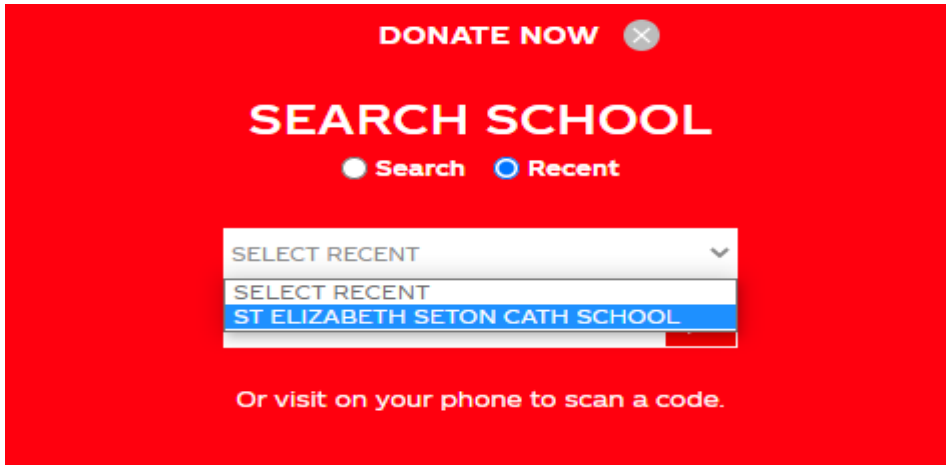 DONATE NOW
SEARCH SCHOOL
Search Recent
SELECT RECENT
SELECT RECENT
ST ELIZABETH SETON CATH SCHOOL
Or visit on your phone to scan a code.